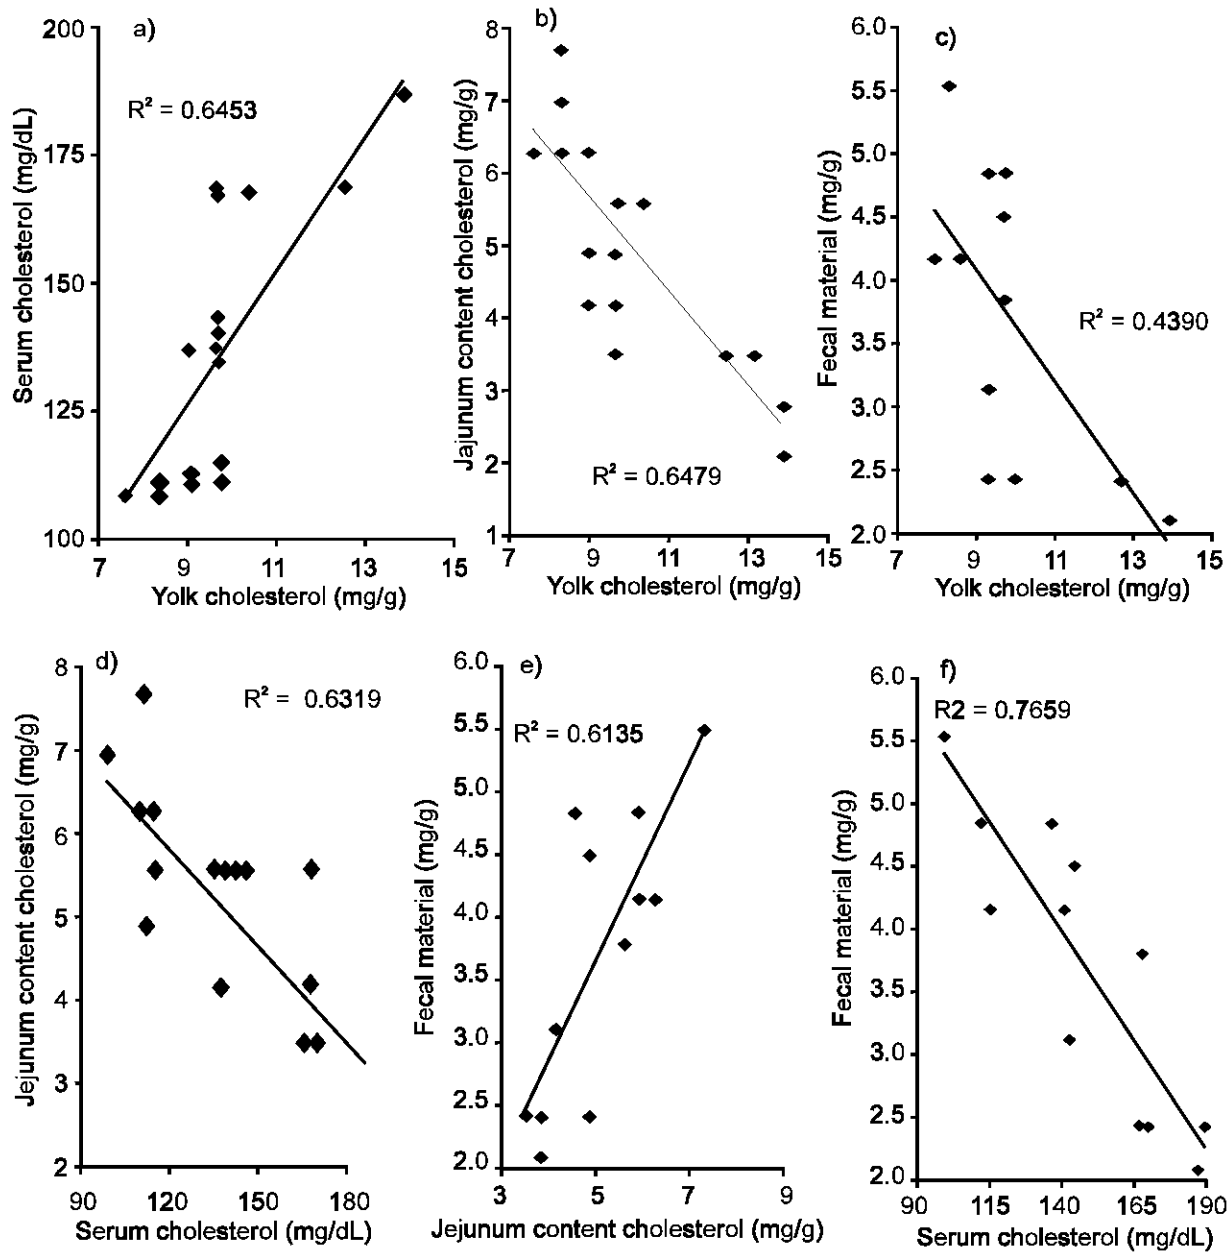 a)
R² = 0.6453
Serum cholesterol (mg/dL)
200
175
150
125
100
7 9 11 13 15
Yolk cholesterol (mg/g)
b)
R² = 0.6479
Jajunum content cholesterol (mg/g)
8
7
6
5
4
3
2
1
7 9 11 13 15
Yolk cholesterol (mg/g)
c)
R² = 0.4390
Fecal material (mg/g)
6.0
5.5
5.0
4.5
4.0
3.5
3.0
2.5
2.0
7 9 11 13 15
Yolk cholesterol (mg/g)
d)
R² = 0.6319
Jejunum content cholesterol (mg/g)
8
7
6
5
4
3
2
90 120 150 180
Serum cholesterol (mg/dL)
e)
R² = 0.6135
Fecal material (mg/g)
6.0
5.5
5.0
4.5
4.0
3.5
3.0
2.5
2.0
3 5 7 9
Jejunum content cholesterol (mg/g)
f)
R2 = 0.7659
Fecal material (mg/g)
6.0
5.5
5.0
4.5
4.0
3.5
3.0
2.5
2.0
90 115 140 165 190
Serum cholesterol (mg/dL)